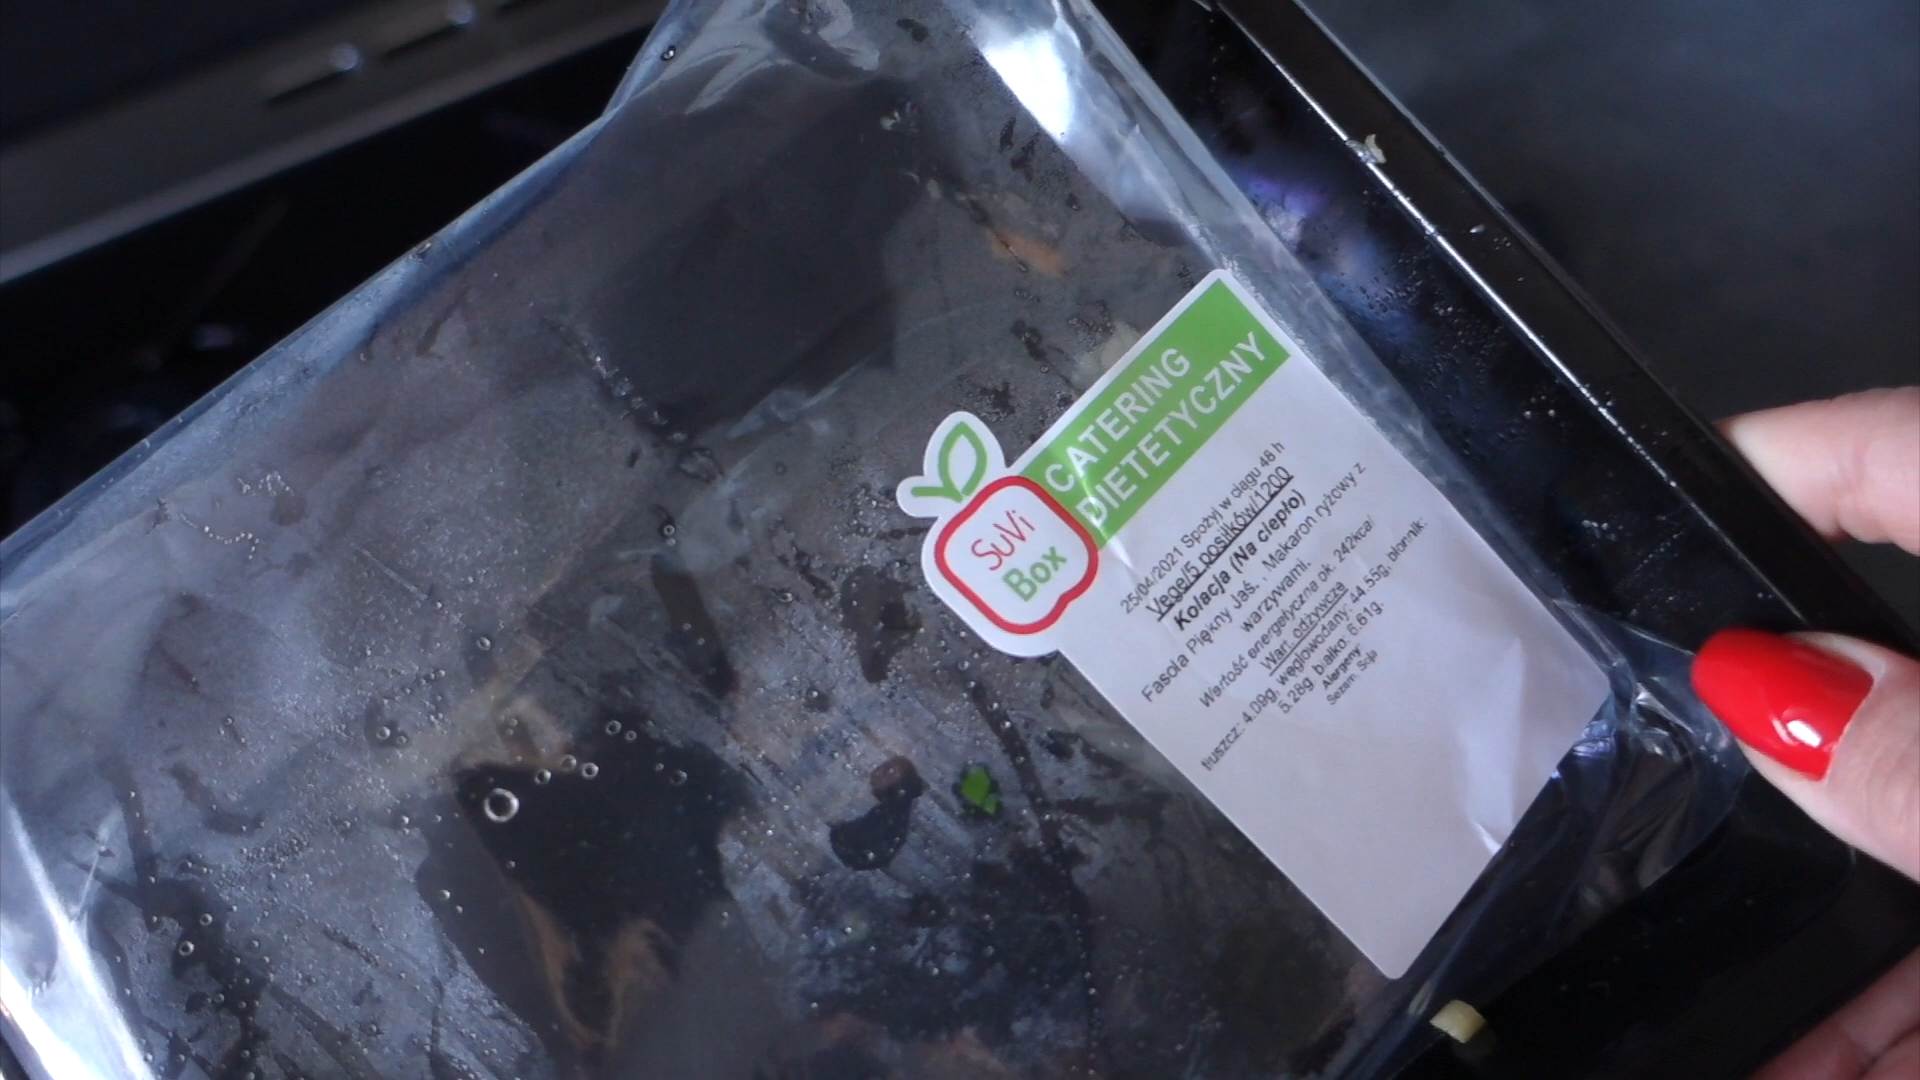 CATERING
DIETETYCZNY
SuVi
Box
25/04/2021 Spożyj w ciągu 48 h
Vege/5 posiłków/1200
Kolacja (Na ciepło)
Fasola Piękny Jaś. , Makaron ryżowy z
warzywami.
Wartość energetyczna ok. 242kcal
Wart. odżywcze
tłuszcz: 4.09g, węglowodany: 44.55g, błonnik:
5.28g białko: 6.61g.
Alergeny
Sezam, Soja